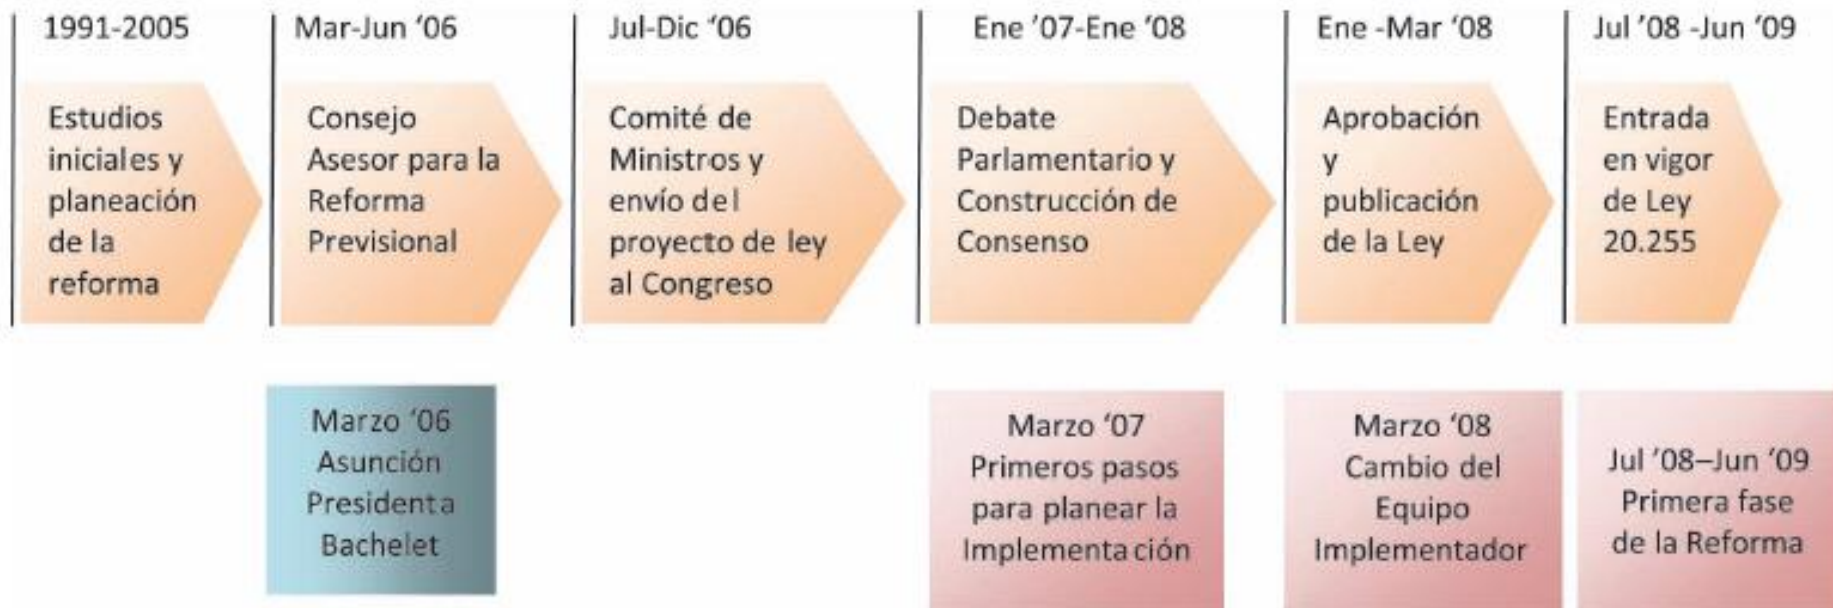 1991-2005
Estudios
iniciales y
planeación
de la
reforma
Mar-Jun ‘06
Consejo
Asesor para la
Reforma
Previsional
Jul-Dic ‘06
Comité de
Ministros y
envío del
proyecto de ley
al Congreso
Ene ’07-Ene ‘08
Debate
Parlamentario y
Construcción de
Consenso
Ene -Mar ‘08
Aprobación
y
publicación
de la Ley
Jul ’08 -Jun ‘09
Entrada
en vigor
de Ley
20.255
Marzo ‘06
Asunción
Presidenta
Bachelet
Marzo ‘07
Primeros pasos
para planear la
Implementación
Marzo ‘08
Cambio del
Equipo
Implementador
Jul ’08–Jun ‘09
Primera fase
de la Reforma